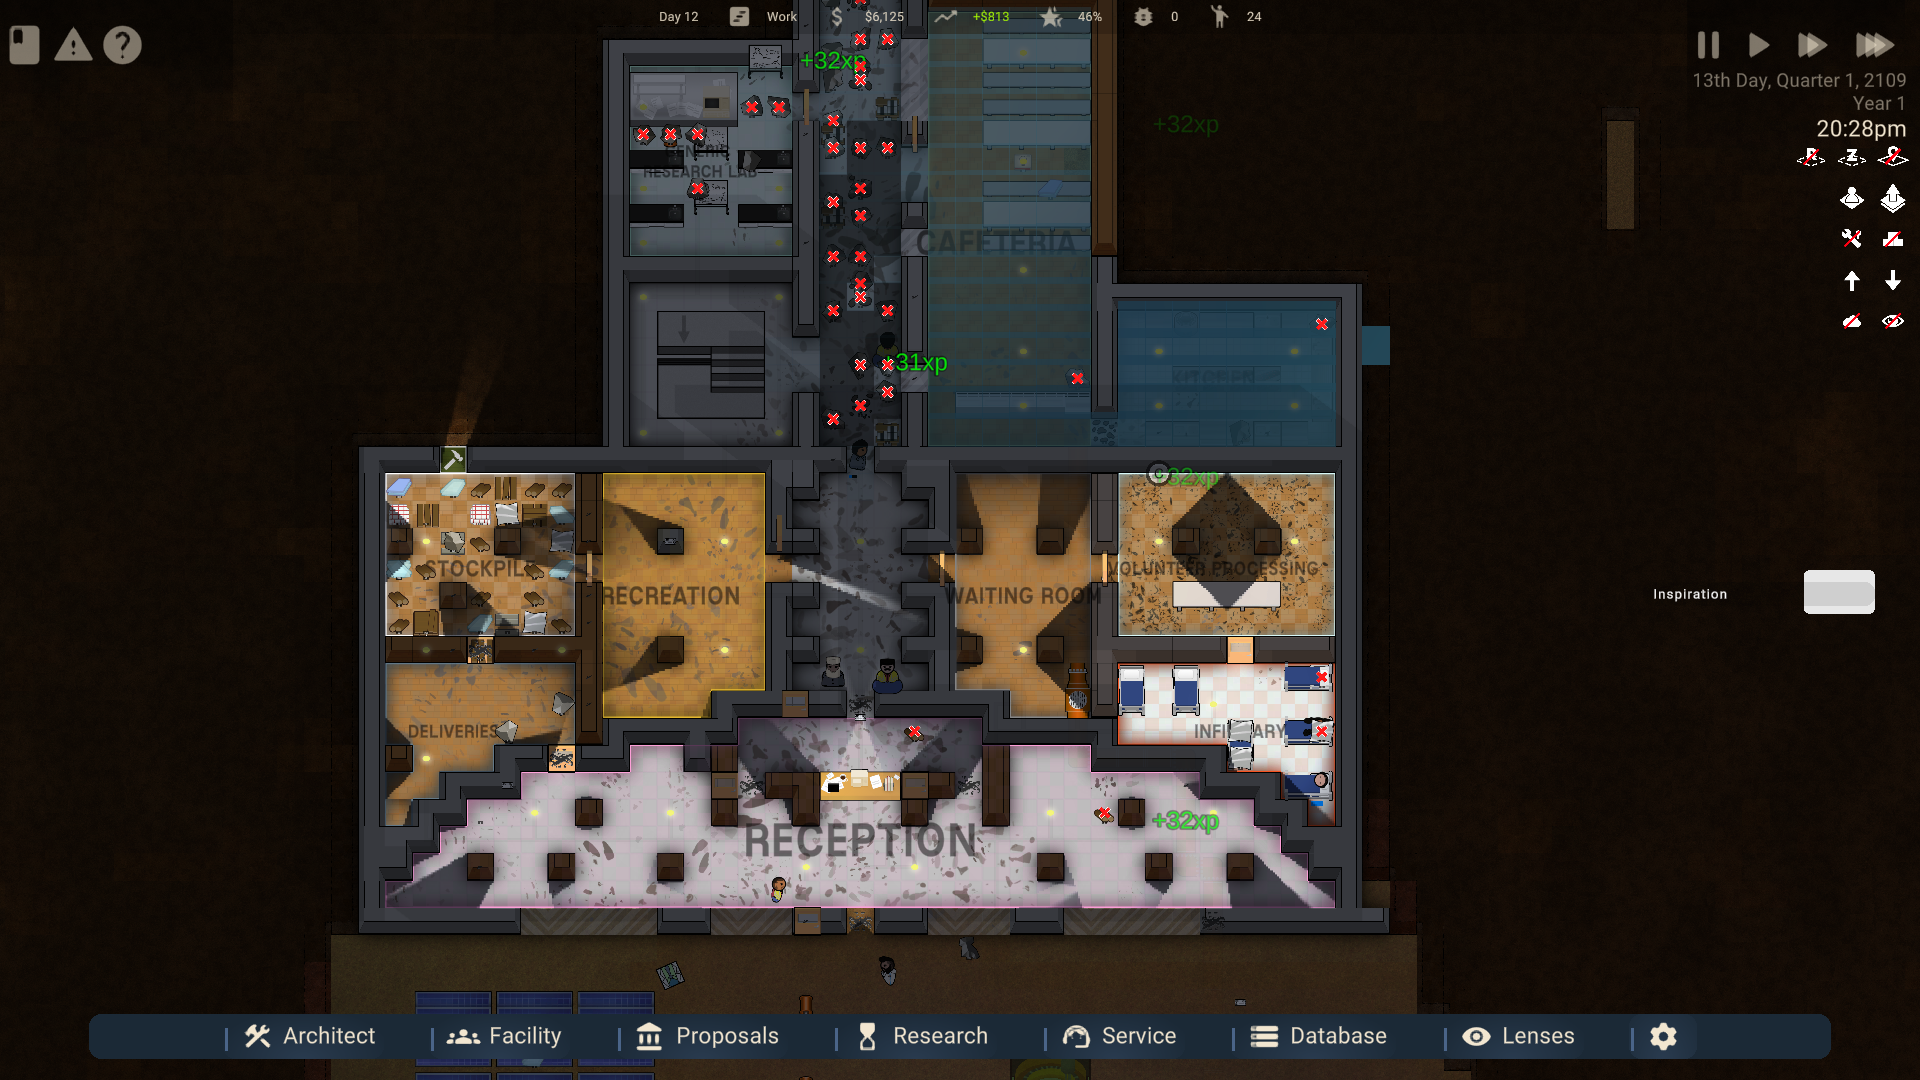 Day 12
Work
$6,125
+$813
46%
0
24
13th Day, Quarter 1, 2109
Year 1
20:28pm
+32xp
+32xp
GENERIC
RESEARCH LAB
CAFETERIA
+31xp
KITCHEN
+32xp
STOCKPILE
RECREATION
WAITING ROOM
VOLUNTEER PROCESSING
Inspiration
DELIVERIES
INFIRMARY
RECEPTION
+32xp
Architect
Facility
Proposals
Research
Service
Database
Lenses